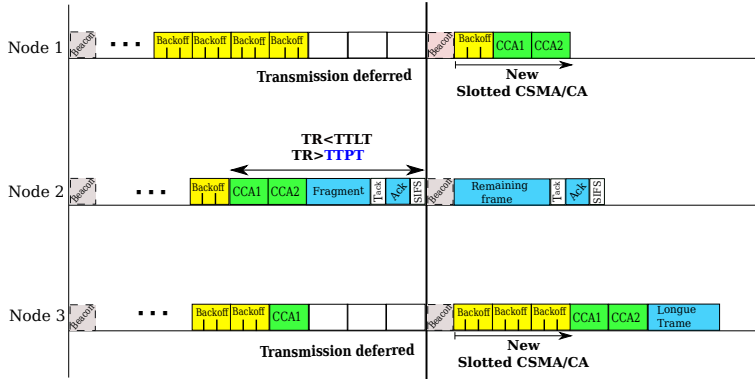 Node 1
Beacon
Backoff Backoff Backoff Backoff
Beacon
Backoff CCA1 CCA2
Transmission deferred
New
Slotted CSMA/CA
TR<TTLT
TR>TTPT
Node 2
Beacon
Backoff CCA1 CCA2 Fragment Tack Ack SIFS
Beacon
Remaining
frame
Tack Ack SIFS
Node 3
Beacon
Backoff Backoff CCA1
Beacon
Backoff Backoff Backoff CCA1 CCA2
Longue
Trame
Transmission deferred
New
Slotted CSMA/CA